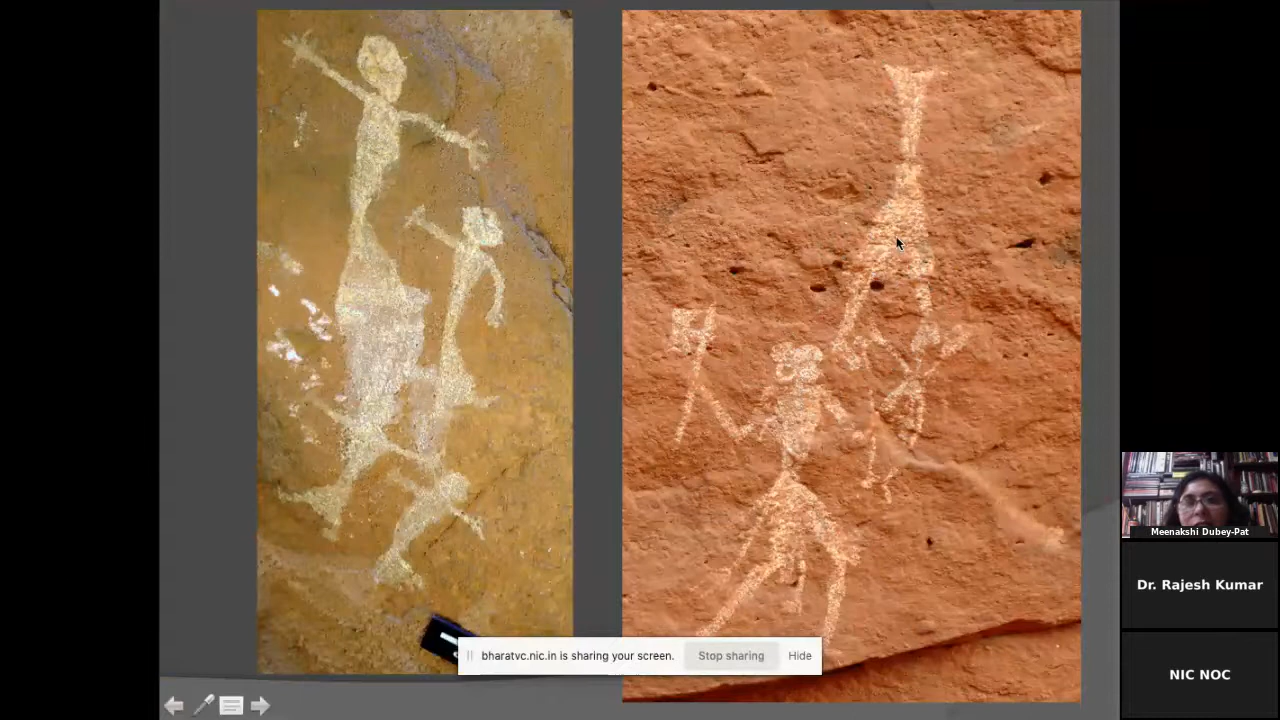 Meenakshi Dubey-Pat
Dr. Rajesh Kumar
bharatvc.nic.in is sharing your screen. Stop sharing Hide
NIC NOC